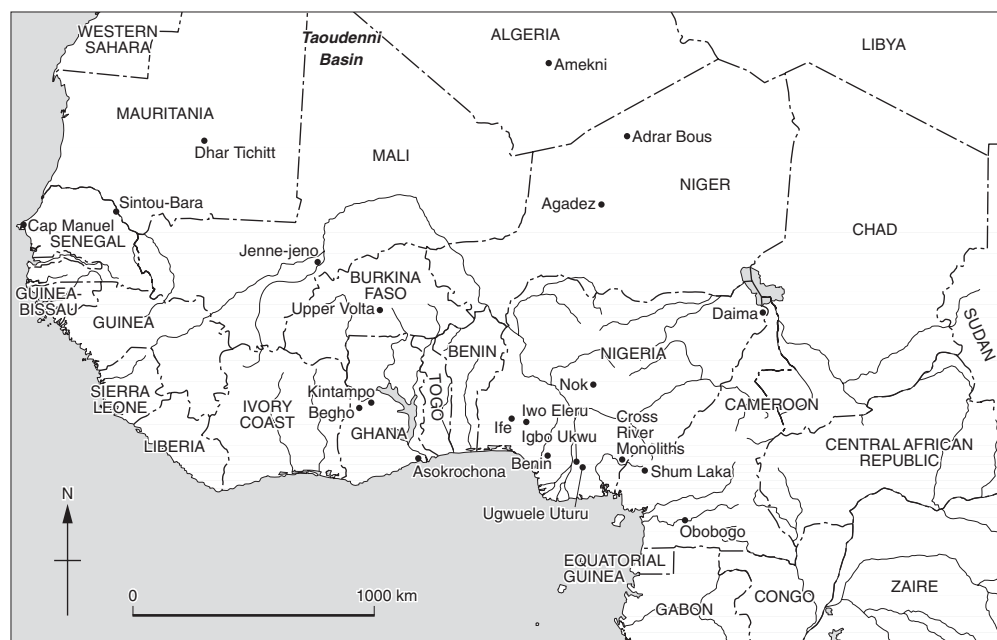 WESTERN
SAHARA
Taoudenni
Basin
ALGERIA
LIBYA
Amekni
MAURITANIA
Dhar Tichitt
MALI
Adrar Bous
NIGER
Agadez
CHAD
Sintou-Bara
Cap Manuel
SENEGAL
Jenne-jeno
BURKINA
FASO
Upper Volta
GUINEA-
BISSAU
GUINEA
Daima
SUDAN
BENIN
NIGERIA
TOGO
Nok
SIERRA
LEONE
IVORY
COAST
Kintampo
Begho
GHANA
CAMEROON
LIBERIA
Ife
Iwo Eleru
Igbo Ukwu
Cross
River
Monoliths
CENTRAL AFRICAN
REPUBLIC
Asokrochona
Benin
Shum Laka
Ugwuele Uturu
N
Obobogo
EQUATORIAL
GUINEA
0
1000 km
GABON
CONGO
ZAIRE